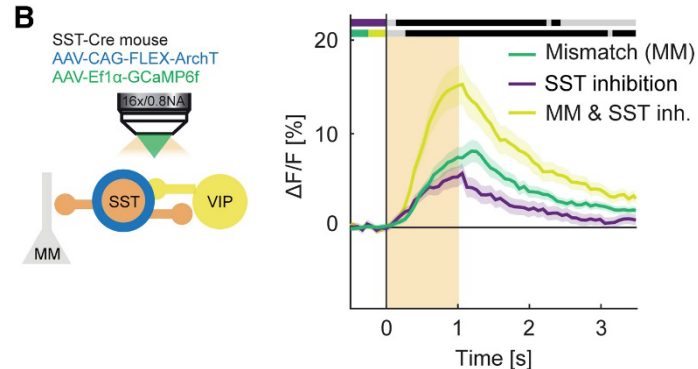 B
SST-Cre mouse
AAV-CAG-FLEX-ArchT
AAV-Ef1α-GCaMP6f
16x/0.8NA
SST
VIP
MM
20
10
0
ΔF/F [%]
Mismatch (MM)
SST inhibition
MM & SST inh.
0
1
2
3
Time [s]